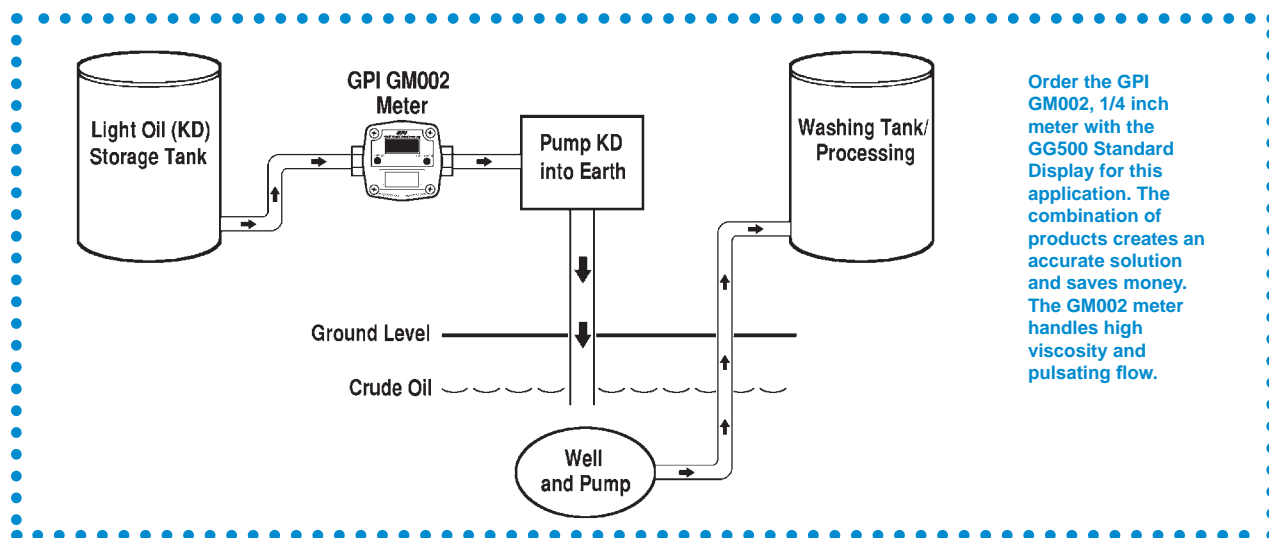 Light Oil (KD)
Storage Tank
GPI GM002
Meter
Pump KD
into Earth
Washing Tank/
Processing
Ground Level
Crude Oil
Well
and Pump
Order the GPI
GM002, 1/4 inch
meter with the
GG500 Standard
Display for this
application. The
combination of
products creates an
accurate solution
and saves money.
The GM002 meter
handles high
viscosity and
pulsating flow.